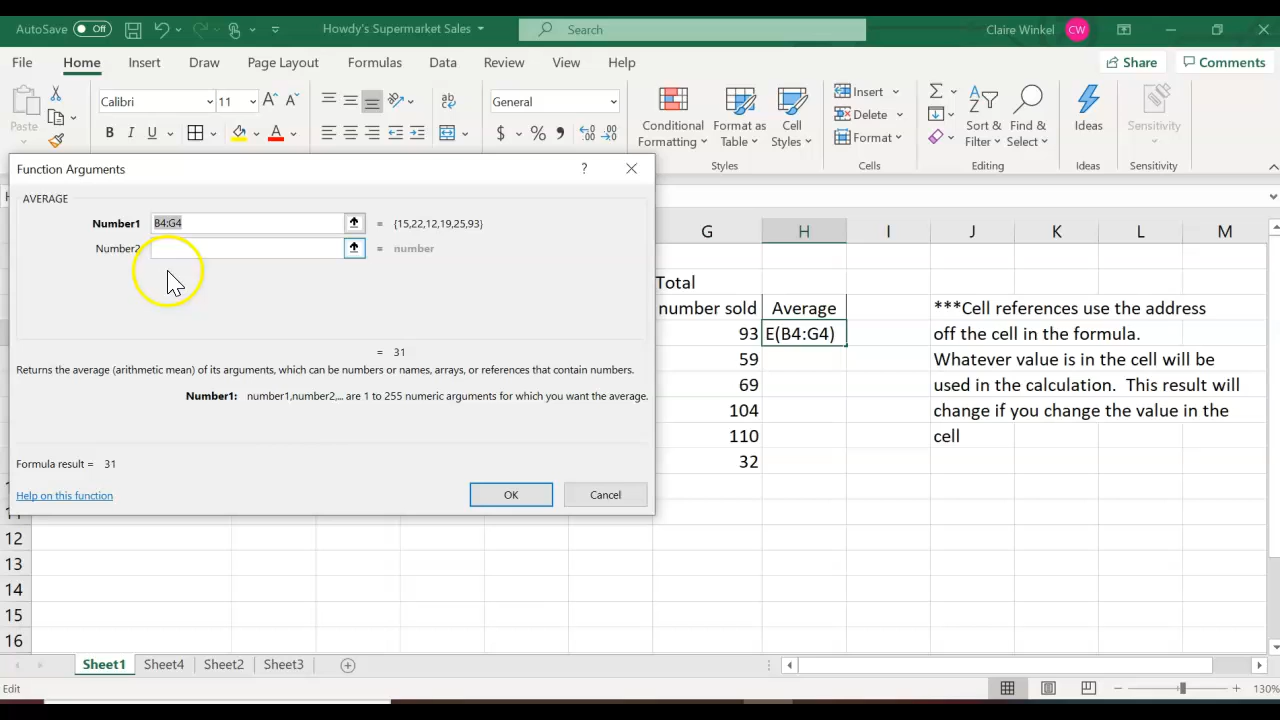 AutoSave Off Howdy's Supermarket Sales Search Claire Winkel CW
File Home Insert Draw Page Layout Formulas Data Review View Help Share Comments
Paste Calibri 11 A A ab General Conditional Formatting Format as Table Cell Styles Insert Delete Format Sort & Filter Find & Select Ideas Sensitivity
B I U A $ % 9
Styles Cells Editing Ideas Sensitivity
Function Arguments ?
AVERAGE
Number1 B4:G4 = {15,22,12,19,25,93}
Number2 = number
= 31
Returns the average (arithmetic mean) of its arguments, which can be numbers or names, arrays, or references that contain numbers.
Number1: number1,number2,... are 1 to 255 numeric arguments for which you want the average.
Formula result = 31
Help on this function OK Cancel
G H I J K L M
Total
number sold Average ***Cell references use the address
93 E(B4:G4) off the cell in the formula.
59 Whatever value is in the cell will be
69 used in the calculation. This result will
104 change if you change the value in the
110 cell
32
12
13
14
15
16
Sheet1 Sheet4 Sheet2 Sheet3
Edit 130%